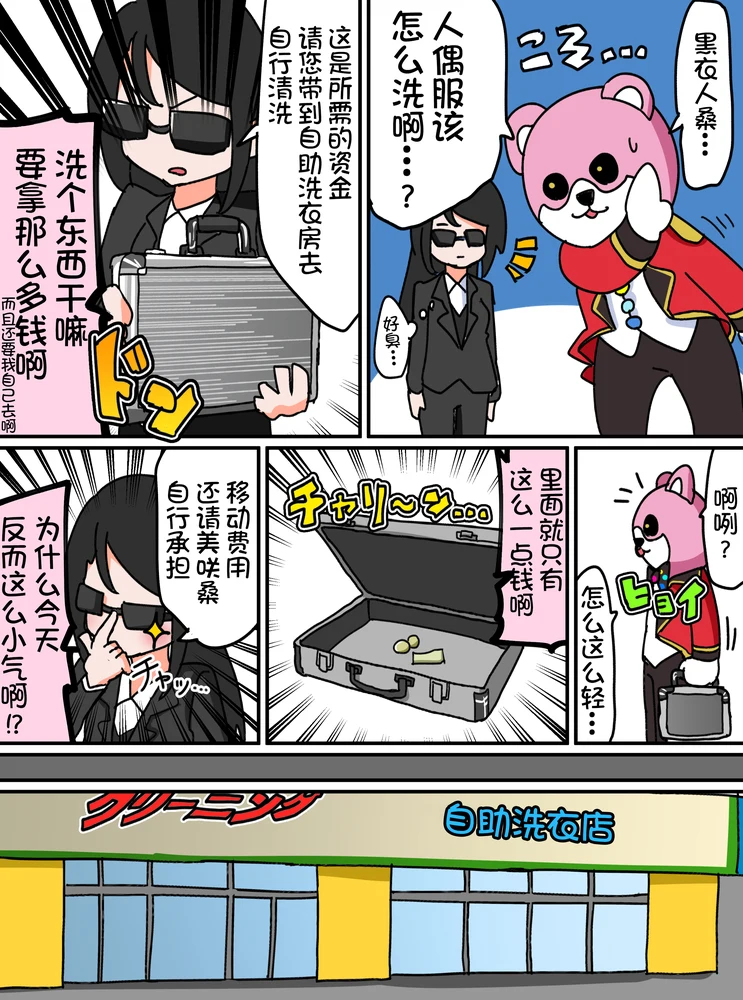 黑衣人桑…
こそ…
人偶服该
怎么洗啊…?
好臭…
这是所需的资金
请您带到自助洗衣房去
自行清洗
洗个东西干嘛
要拿那么多钱啊
而且还要我自己去啊
ドン
啊咧?
ヒョイ
怎么这么轻…
里面就只有
这么一点钱啊
チャリ~ン…
移动费用
还请美咲桑
自行承担
チャッ…
为什么今天
反而这么小气啊!?
クリーニング
自助洗衣店